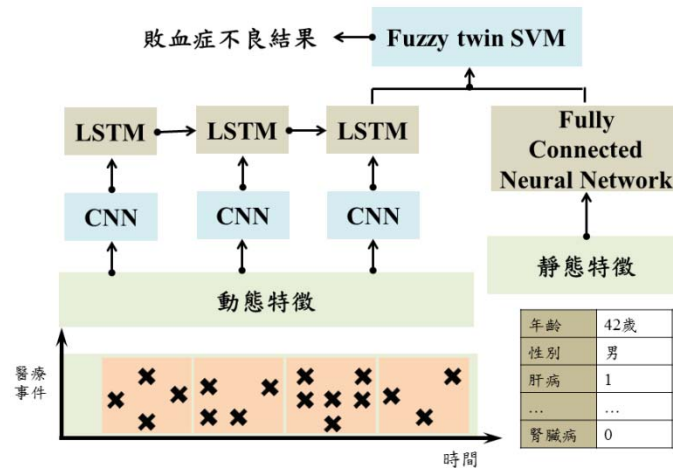 敗血症不良結果
Fuzzy twin SVM
LSTM
LSTM
LSTM
Fully
Connected
Neural Network
CNN
CNN
CNN
動態特徵
靜態特徵
醫療
事件
時間
年齡 42歲
性別 男
肝病 1
... ...
腎臟病 0